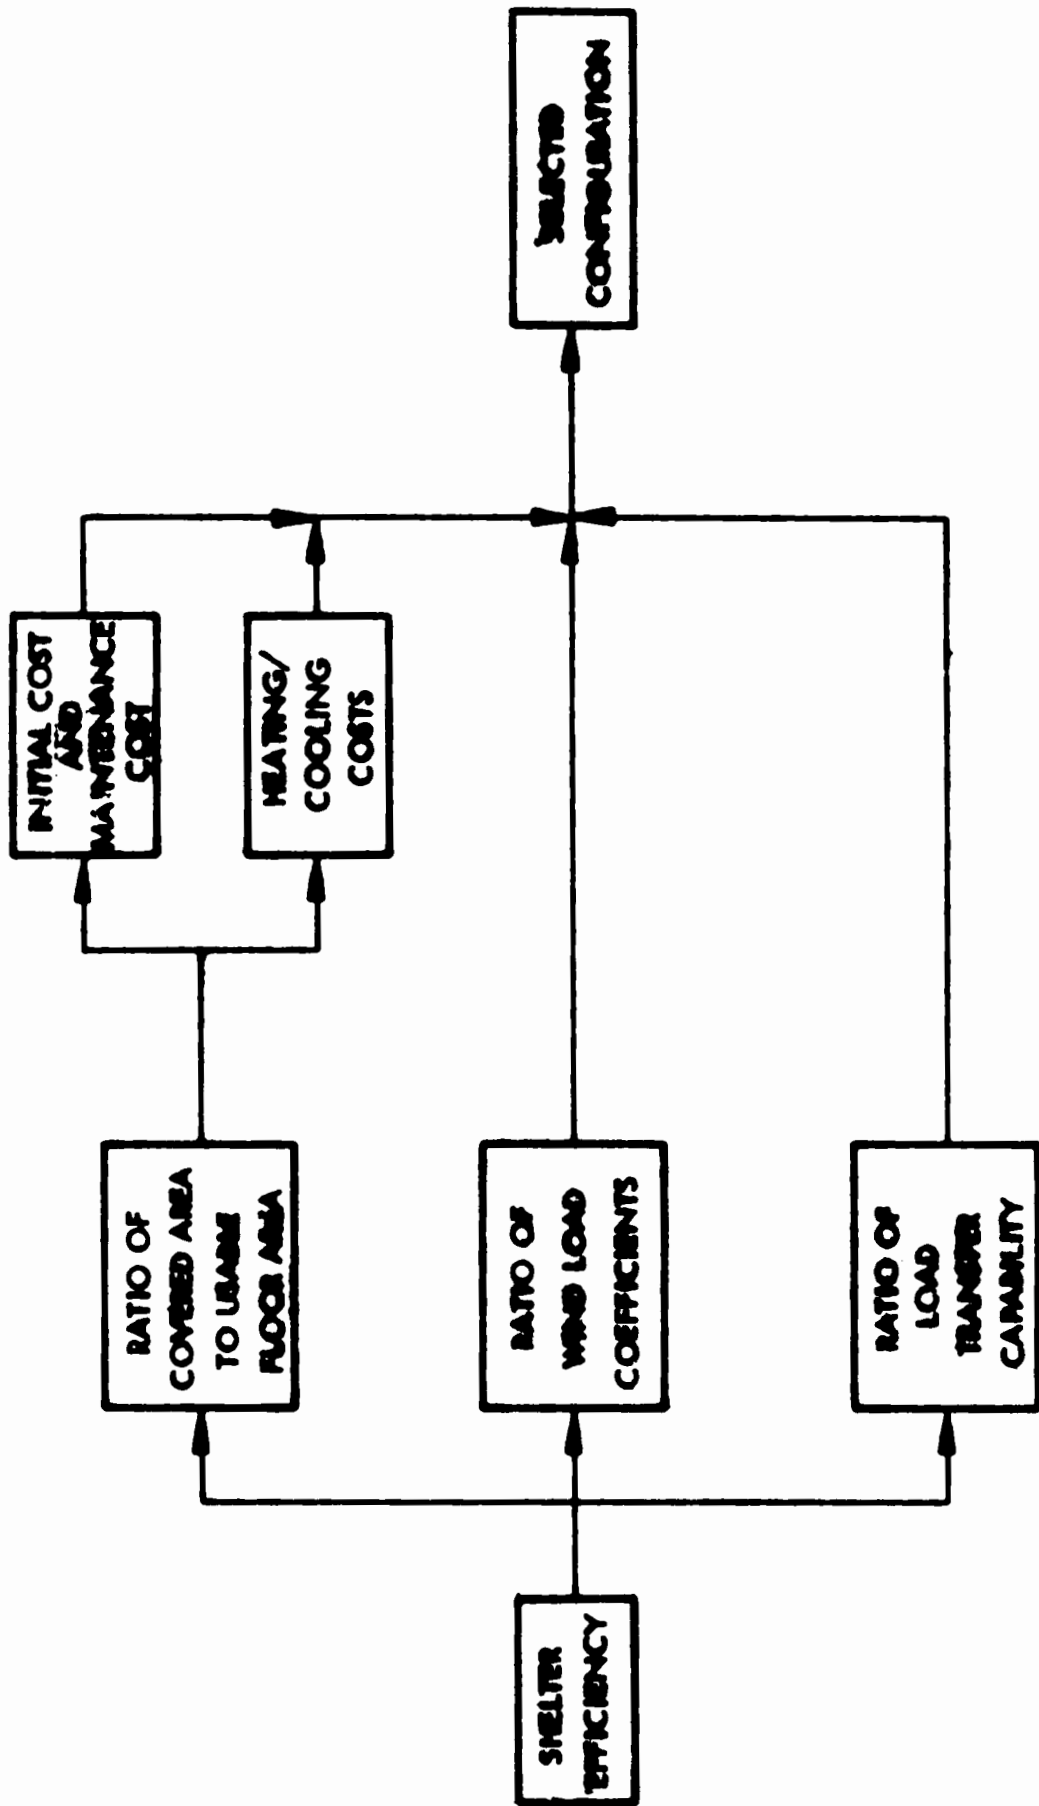 SHELTER
EFFICIENCY
RATIO OF
COVERED AREA
TO USABLE
FLOOR AREA
RATIO OF
WIND LOAD
COEFFICIENTS
RATIO OF
LOAD
TRANSFER
CAPABILITY
INITIAL COST
AND
MAINTENANCE
COST
HEATING/
COOLING
COSTS
SELECTED
CONFIGURATION